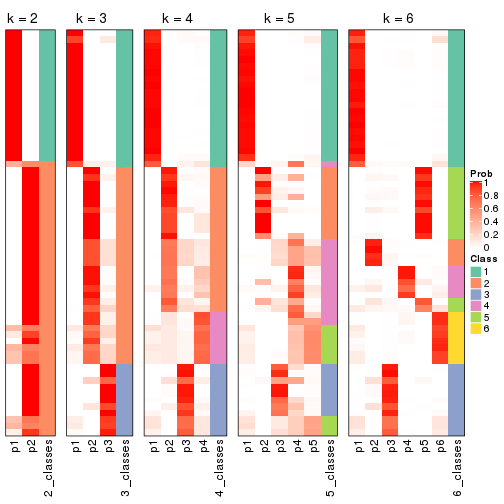 k = 2
k = 3
k = 4
k = 5
k = 6
p1
p2
2_classes
p1
p2
p3
3_classes
p1
p2
p3
p4
4_classes
p1
p2
p3
p4
p5
5_classes
p1
p2
p3
p4
p5
p6
6_classes
Prob
1
0.8
0.6
0.4
0.2
0
Class
1
2
3
4
5
6